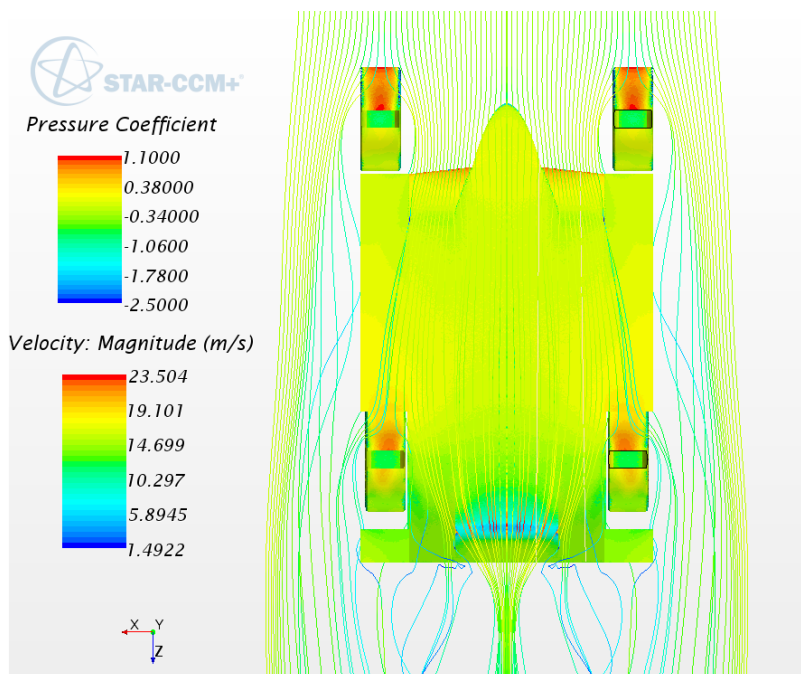 STAR-CCM+
Pressure Coefficient
1.1000
0.38000
-0.34000
-1.0600
-1.7800
-2.5000
Velocity: Magnitude (m/s)
23.504
19.101
14.699
10.297
5.8945
1.4922
X Y
Z